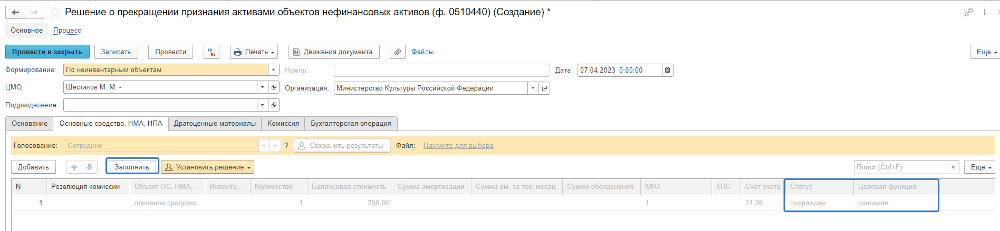 Решение о прекращении признания активами объектов нефинансовых активов (ф. 0510440) (Создание) *
Основное Процесс
Провести и закрыть Записать Провести Дт Кт Печать Движения документа Файлы Еще
Формирование: По неинвентарным объектам Номер: Дата: 07.04.2023 0:00:00
ЦМО: Шестаков М. М. - Организация: Министерство Культуры Российской Федерации
Подразделение:
Основание Основные средства, НМА, НПА Драгоценные материалы Комиссия Бухгалтерская операция
Голосование: Сотрудник × ? Сохранить результаты Файл: Нажмите для выбора
Добавить Заполнить Установить решение Поиск (Ctrl+F) × Еще
N Резолюция комиссии Объект ОС, НМА,... Инвента... Количество Балансовая стоимость Сумма амортизации Сумма ам. за тек. месяц Сумма обесценения КФО КПС Счет учета Статус Целевая функция
1 основное средство 1 250,00 1 21.36 поврежден списание